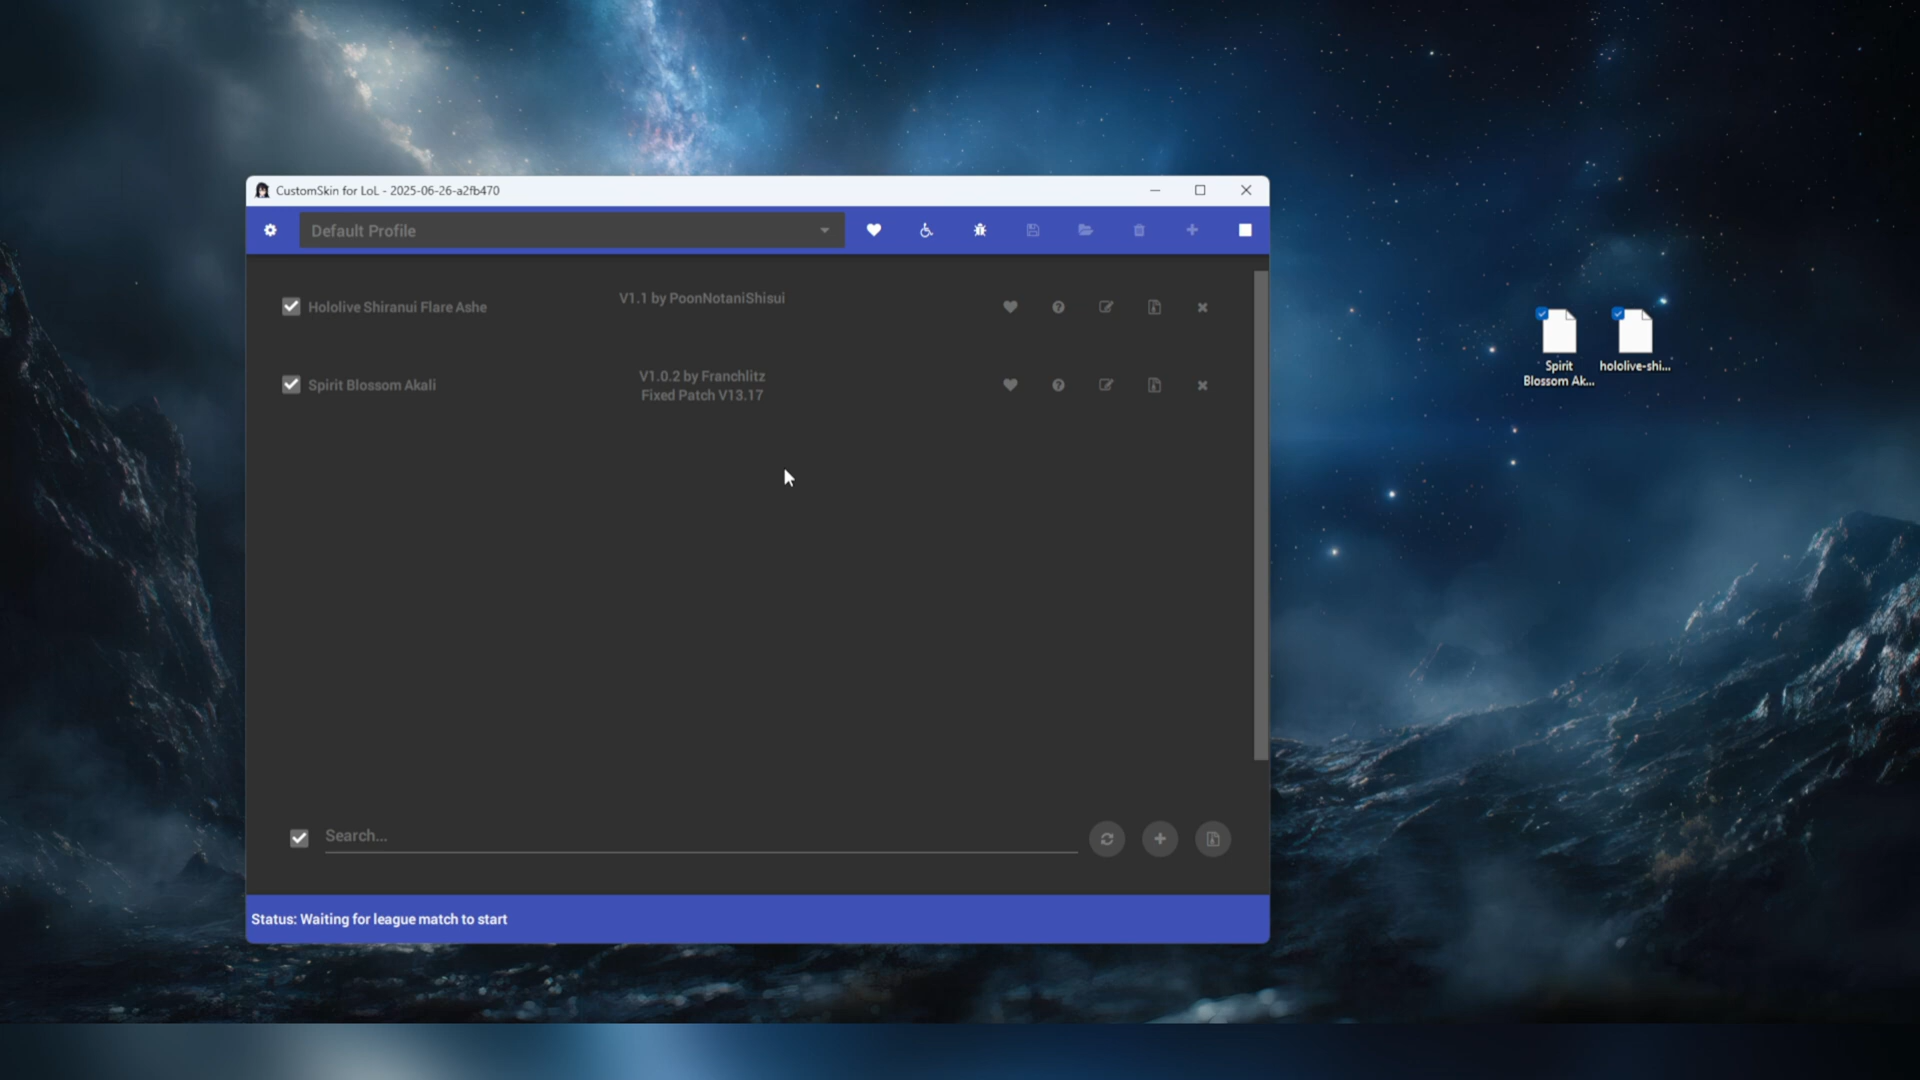 CustomSkin for LoL - 2025-06-26-a2fb470
Default Profile
Hololive Shiranui Flare Ashe
V1.1 by PoonNotaniShisui
Spirit Blossom Akali
V1.0.2 by Franchlitz
Fixed Patch V13.17
Search...
Status: Waiting for league match to start
Spirit
Blossom Ak...
hololive-shi...